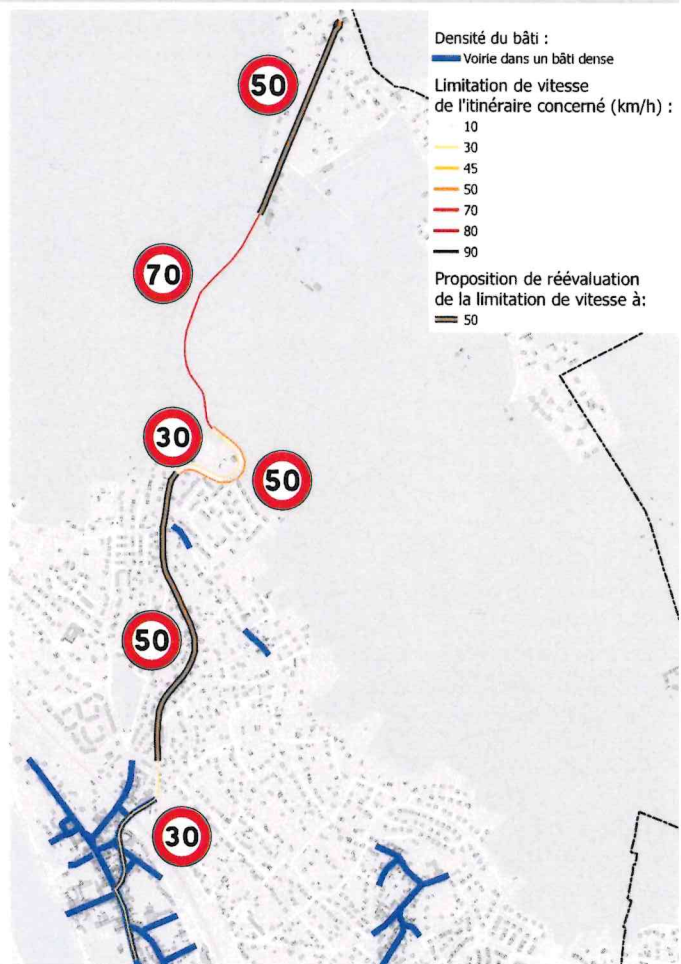 Densité du bâti :
Voirie dans un bâti dense
Limitation de vitesse
de l'itinéraire concerné (km/h) :
10
30
45
50
70
80
90
Proposition de réévaluation
de la limitation de vitesse à:
50
50
70
30
50
50
30